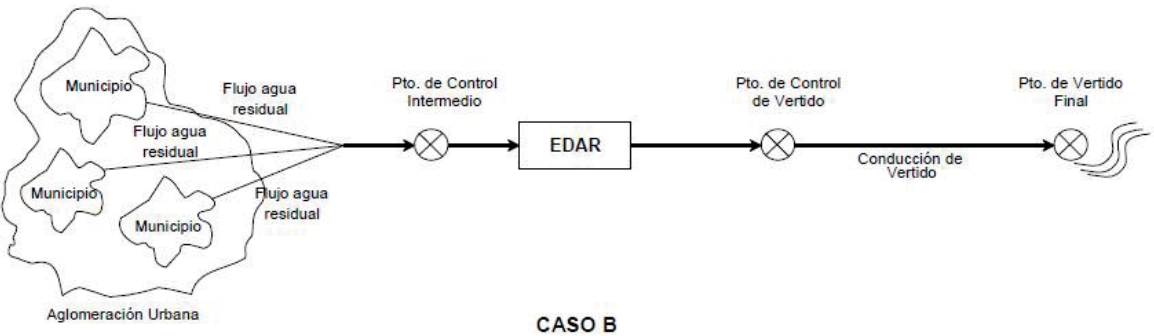 Municipio
Flujo agua
residual
Flujo agua
residual
Municipio
Flujo agua
residual
Municipio
Aglomeración Urbana
Pto. de Control
Intermedio
EDAR
Pto. de Control
de Vertido
Conducción de
Vertido
Pto. de Vertido
Final
CASO B